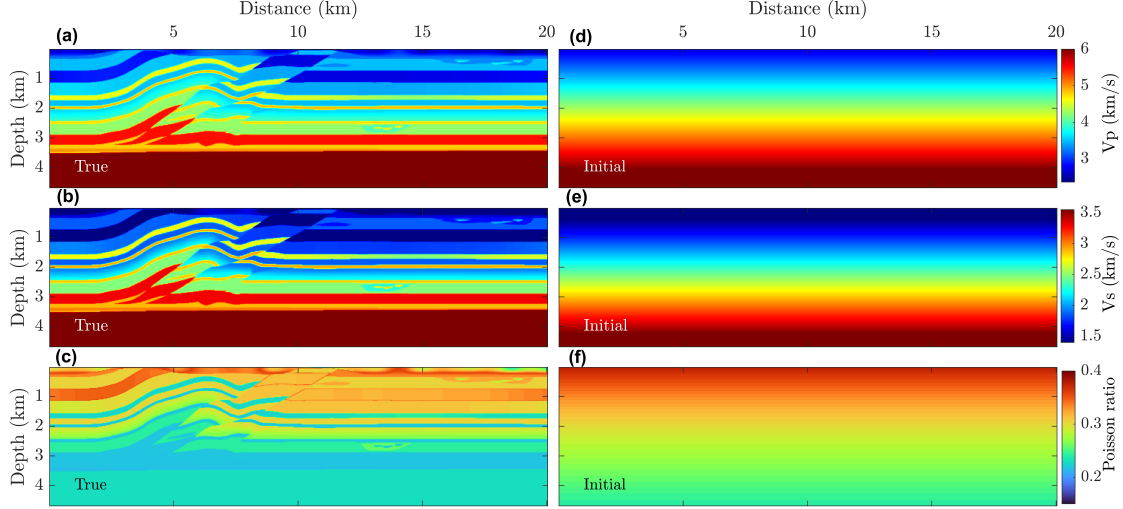 Distance (km)
Distance (km)
(a)
5
10
15
20
(d)
5
10
15
20
Depth (km)
1
2
3
4
True
Initial
6
5
4
3
Vp (km/s)
(b)
(e)
Depth (km)
1
2
3
4
True
Initial
3.5
3
2.5
2
1.5
Vs (km/s)
(c)
(f)
Depth (km)
1
2
3
4
True
Initial
0.4
0.3
0.2
Poisson ratio